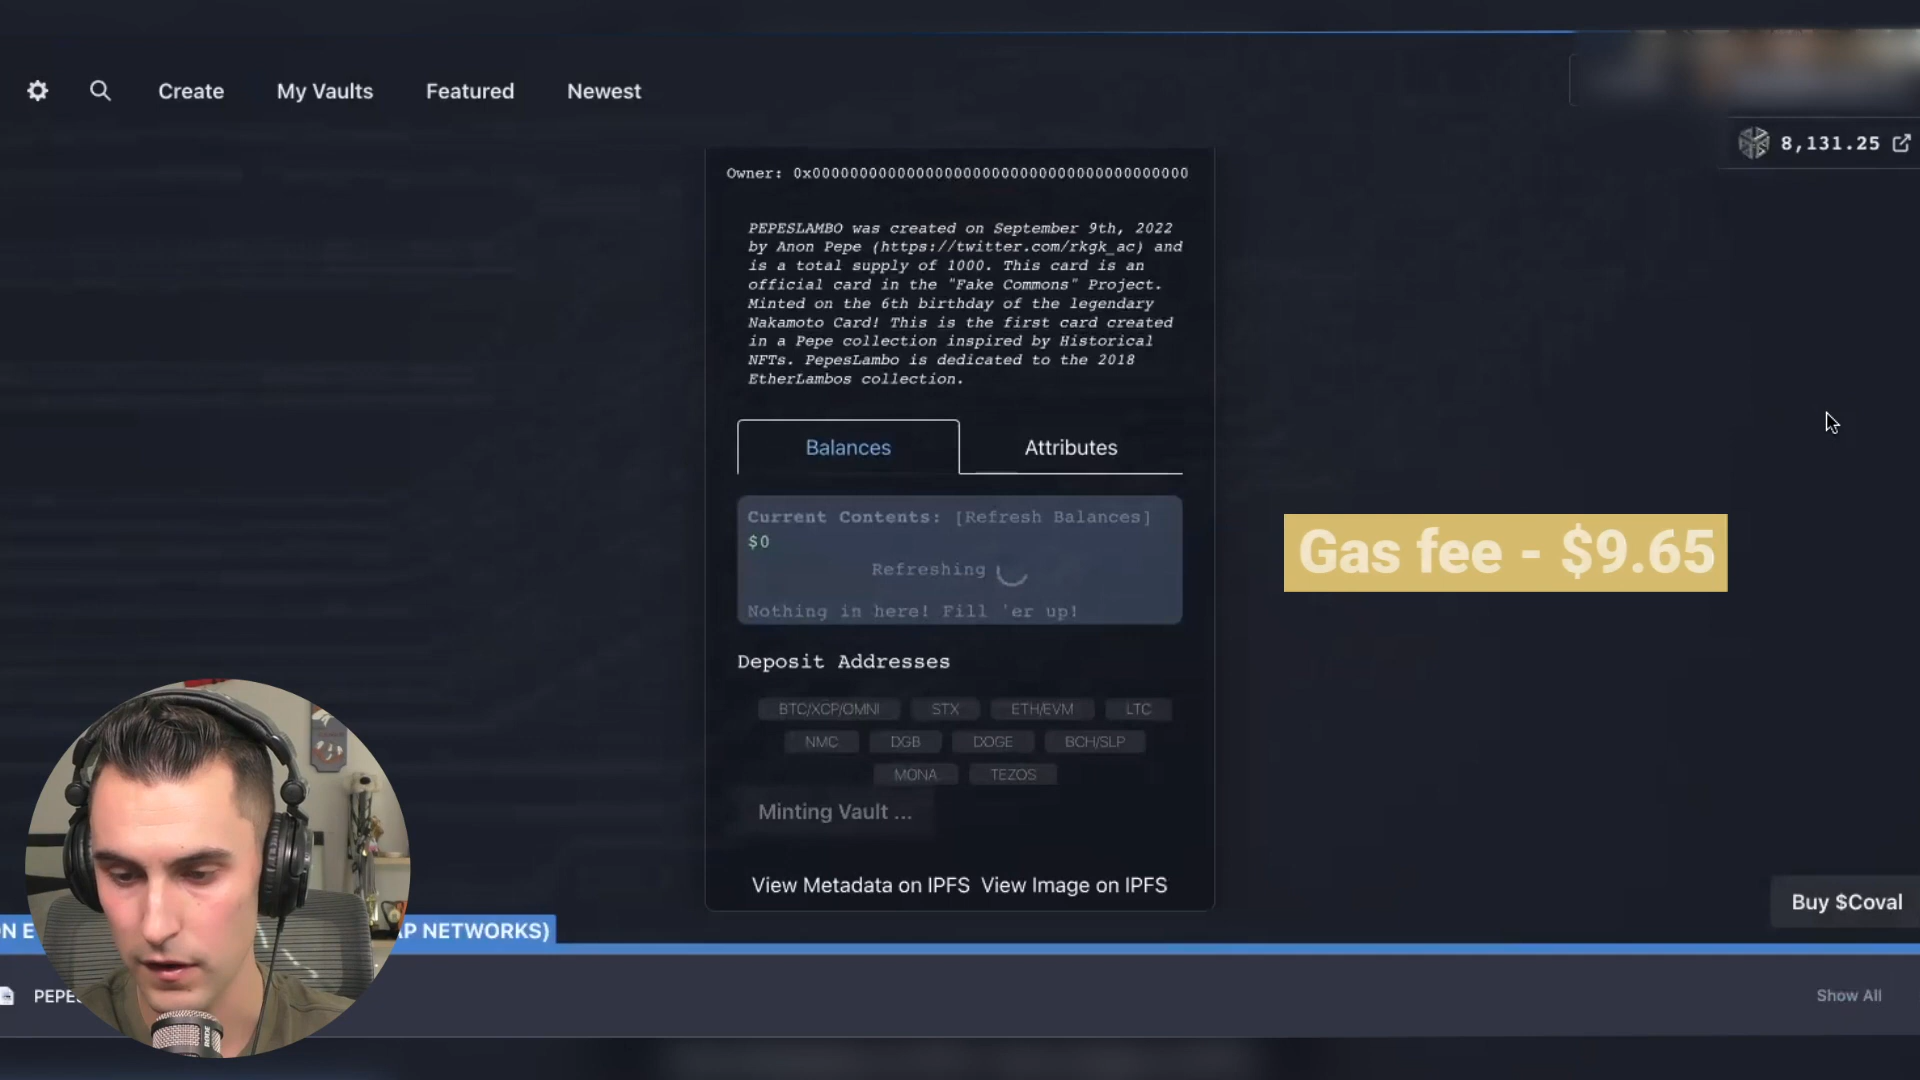 Create My Vaults Featured Newest
8,131.25
Owner: 0x0000000000000000000000000000000000000000
PEPESLAMBO was created on September 9th, 2022
by Anon Pepe (https://twitter.com/rkgk_ac) and
is a total supply of 1000. This card is an
official card in the "Fake Commons" Project.
Minted on the 6th birthday of the legendary
Nakamoto Card! This is the first card created
in a Pepe collection inspired by Historical
NFTs. PepesLambo is dedicated to the 2018
EtherLambos collection.
Balances Attributes
Current Contents: [Refresh Balances]
$0
Refreshing
Nothing in here! Fill 'er up!
Gas fee - $9.65
Deposit Addresses
BTC/XCP/OMNI STX ETH/EVM LTC
NMC DGB DOGE BCH/SLP
MONA TEZOS
Minting Vault ...
View Metadata on IPFS View Image on IPFS
Buy $Coval
NETWORKS)
Show All
RODE